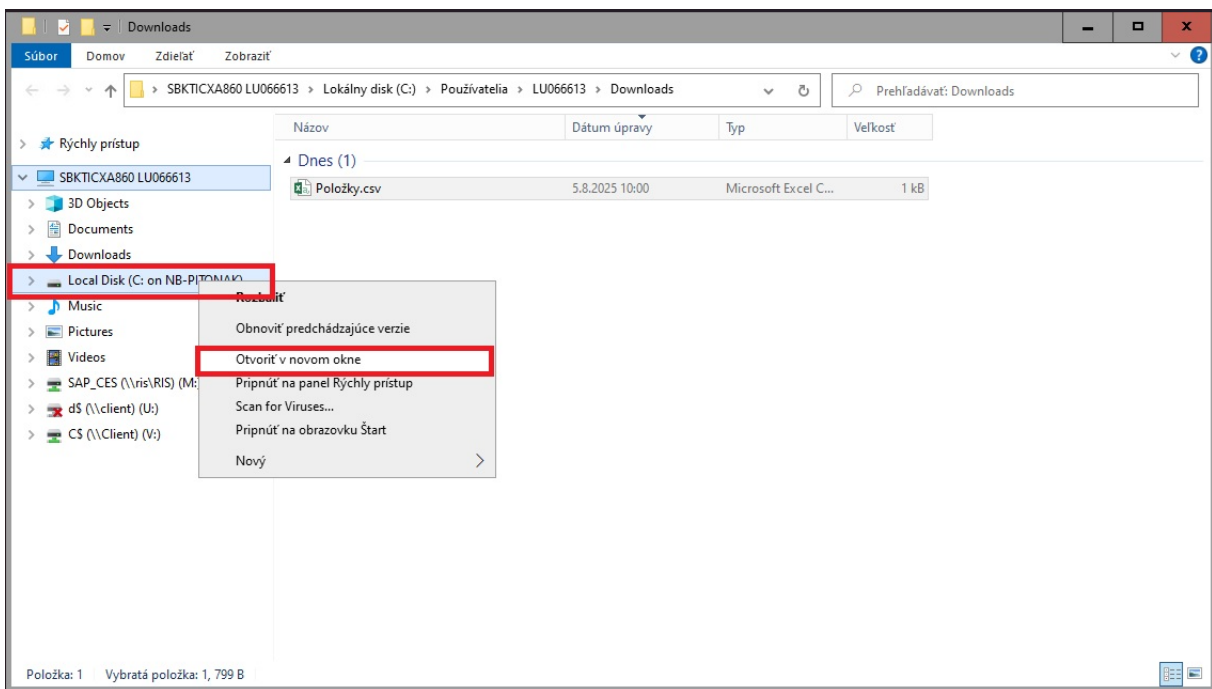 Downloads
Súbor Domov Zdieľať Zobraziť
SBKTICXA860 LU066613 > Lokálny disk (C:) > Používatelia > LU066613 > Downloads
Prehľadávať: Downloads
Názov Dátum úpravy Typ Veľkosť
Rýchly prístup
Dnes (1)
SBKTICXA860 LU066613
Položky.csv 5.8.2025 10:00 Microsoft Excel C... 1 kB
3D Objects
Documents
Downloads
Local Disk (C: on NB-PITONAK)
Music
Pictures
Videos
SAP_CES (\\ris\RIS) (M:
d$ (\\client) (U:)
C$ (\\Client) (V:)
Rozbaliť
Obnoviť predchádzajúce verzie
Otvoriť v novom okne
Pripnúť na panel Rýchly prístup
Scan for Viruses...
Pripnúť na obrazovku Štart
Nový
Položka: 1 Vybratá položka: 1, 799 B